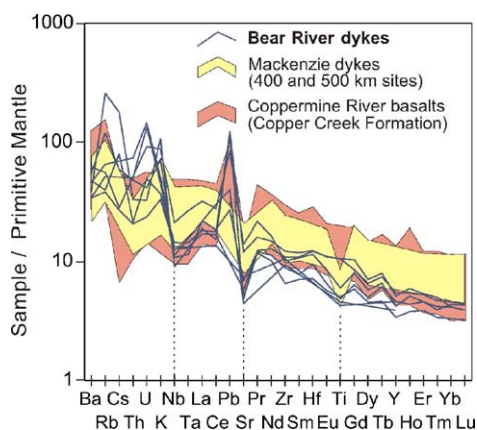 1000
Bear River dykes
Mackenzie dykes
(400 and 500 km sites)
Coppermine River basalts
(Copper Creek Formation)
100
10
1
Sample / Primitive Mantle
Ba Cs U Nb La Pb Pr Zr Hf Ti Dy Y Er Yb
Rb Th K Ta Ce Sr Nd Sm Eu Gd Tb Ho Tm Lu